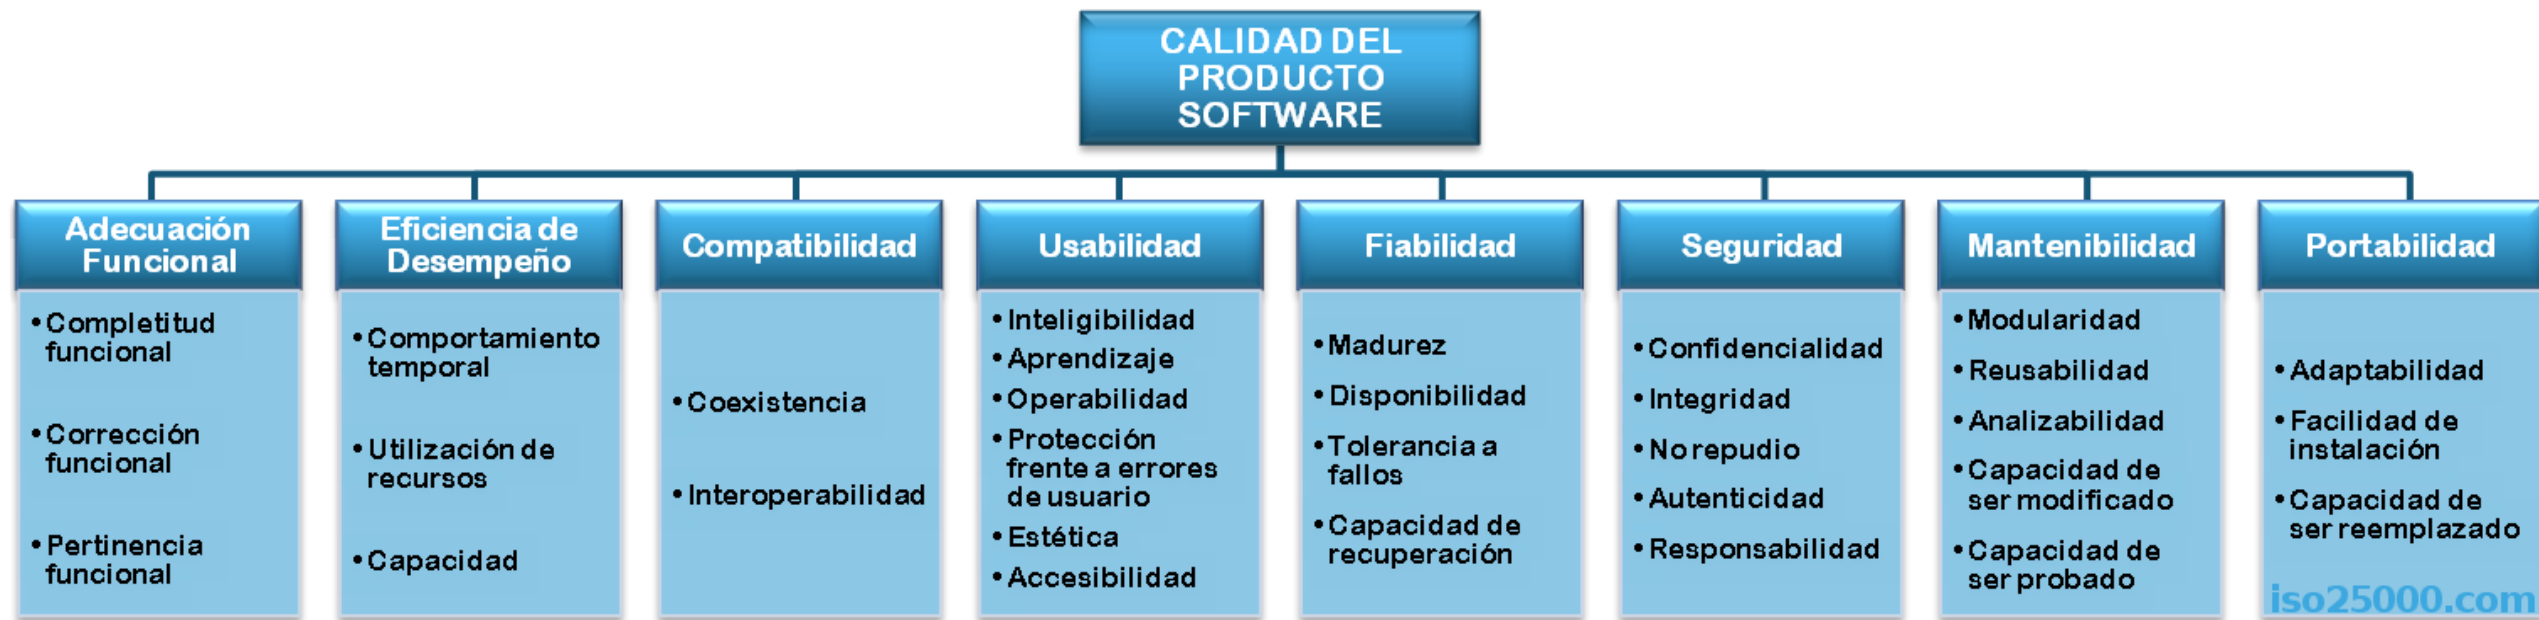 CALIDAD DEL
PRODUCTO
SOFTWARE
Adecuación
Funcional
• Completitud
funcional
• Corrección
funcional
• Pertinencia
funcional
Eficiencia de
Desempeño
• Comportamiento
temporal
• Utilización de
recursos
• Capacidad
Compatibilidad
• Coexistencia
• Interoperabilidad
Usabilidad
• Inteligibilidad
• Aprendizaje
• Operabilidad
• Protección
frente a errores
de usuario
• Estética
• Accesibilidad
Fiabilidad
• Madurez
• Disponibilidad
• Tolerancia a
fallos
• Capacidad de
recuperación
Seguridad
• Confidencialidad
• Integridad
• No repudio
• Autenticidad
• Responsabilidad
Mantenibilidad
• Modularidad
• Reusabilidad
• Analizabilidad
• Capacidad de
ser modificado
• Capacidad de
ser probado
Portabilidad
• Adaptabilidad
• Facilidad de
instalación
• Capacidad de
ser reemplazado
iso25000.com